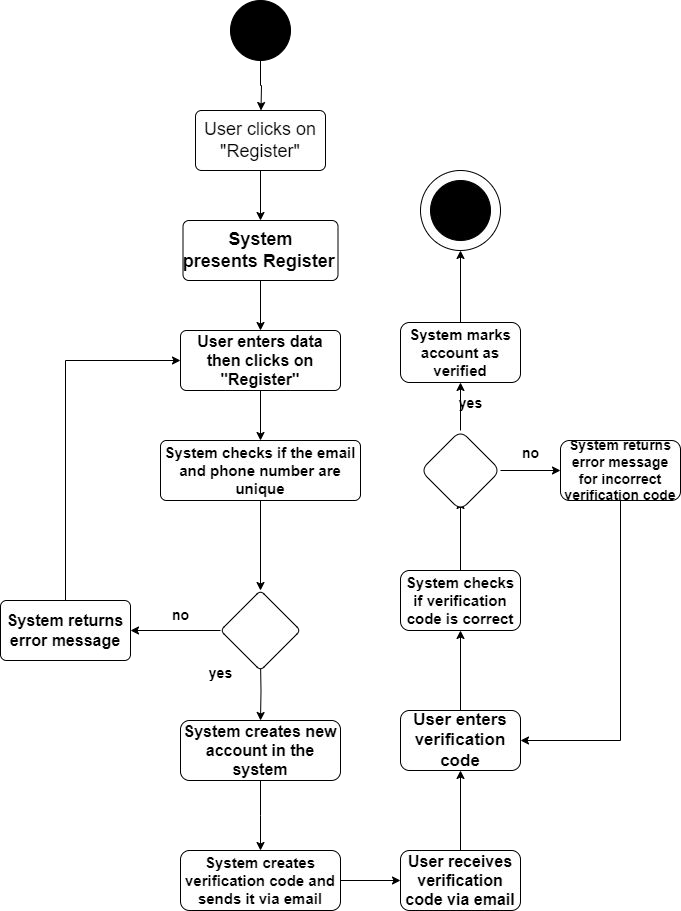 User clicks on
"Register"
System
presents Register
User enters data
then clicks on
"Register"
System checks if the email
and phone number are
unique
no
System returns
error message
yes
System creates new
account in the
system
System creates
verification code and
sends it via email
User receives
verification
code via email
User enters
verification
code
System checks
if verification
code is correct
no
System returns
error message
for incorrect
verification code
yes
System marks
account as
verified